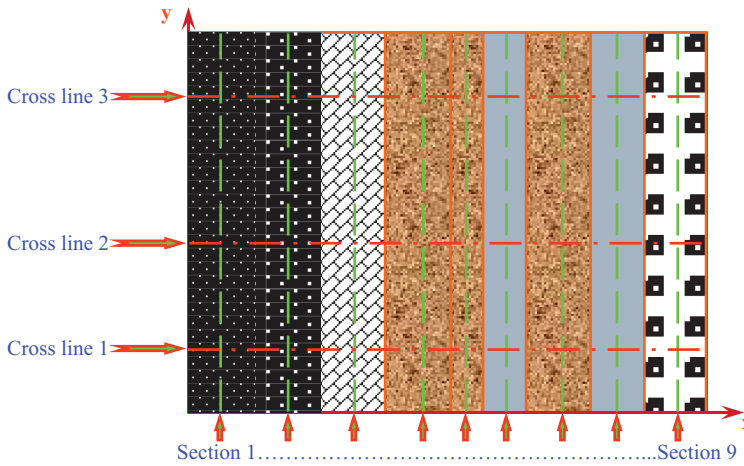 y
Cross line 3
Cross line 2
Cross line 1
x
Section 1…………………………………………...Section 9